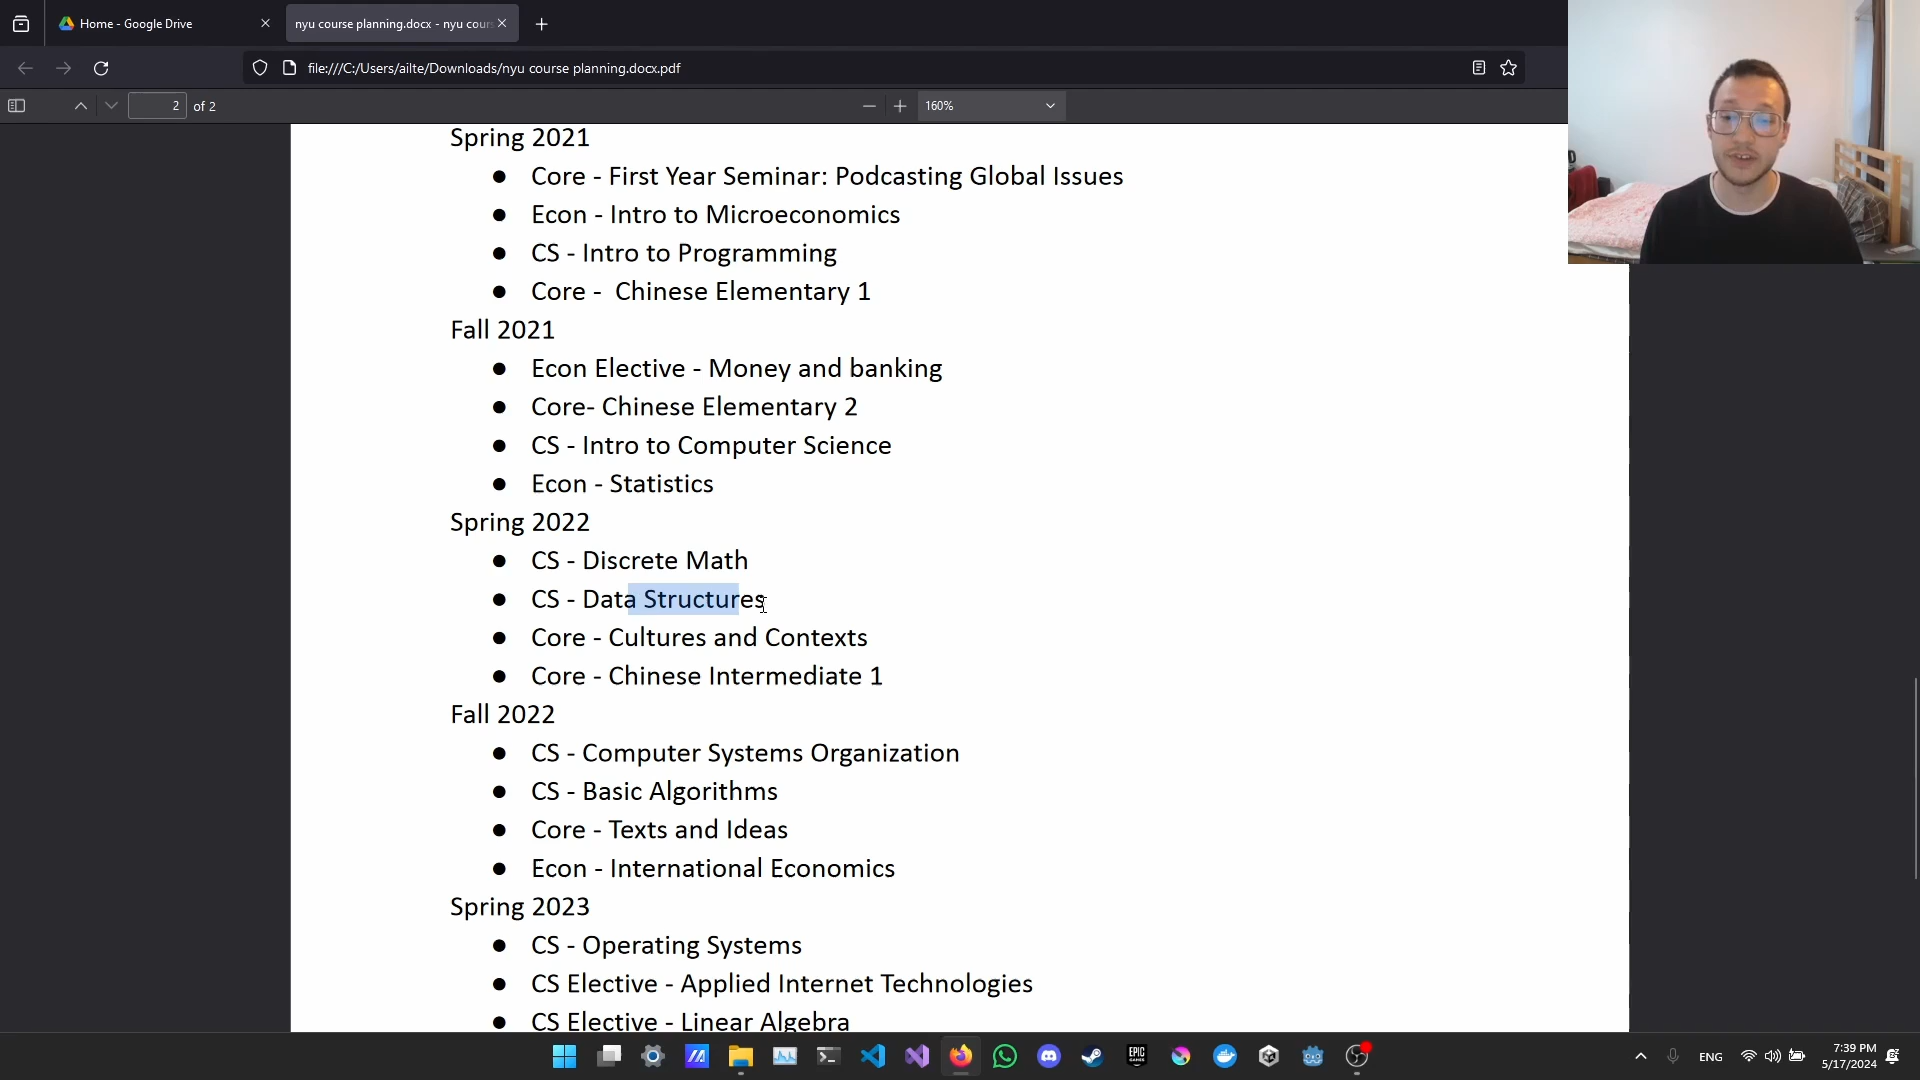 Home - Google Drive
nyu course planning.docx - nyu cour
file:///C:/Users/ailte/Downloads/nyu course planning.docx.pdf
2 of 2
160%
Spring 2021
● Core - First Year Seminar: Podcasting Global Issues
● Econ - Intro to Microeconomics
● CS - Intro to Programming
● Core -  Chinese Elementary 1
Fall 2021
● Econ Elective - Money and banking
● Core- Chinese Elementary 2
● CS - Intro to Computer Science
● Econ - Statistics
Spring 2022
● CS - Discrete Math
● CS - Data Structures
● Core - Cultures and Contexts
● Core - Chinese Intermediate 1
Fall 2022
● CS - Computer Systems Organization
● CS - Basic Algorithms
● Core - Texts and Ideas
● Econ - International Economics
Spring 2023
● CS - Operating Systems
● CS Elective - Applied Internet Technologies
● CS Elective - Linear Algebra
EPIC
GAMES
ENG
7:39 PM
5/17/2024